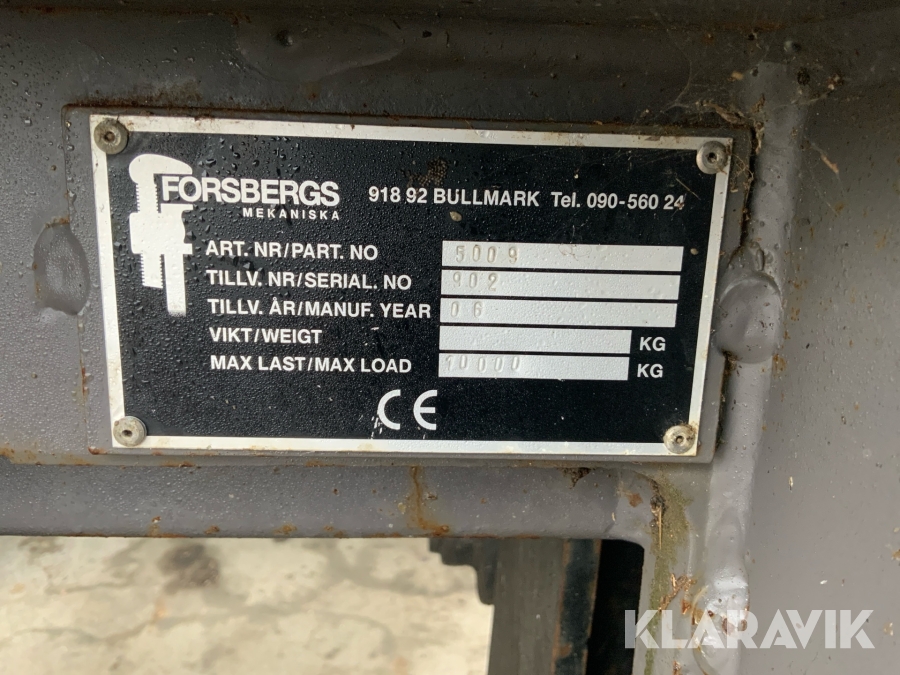 FORSBERGS
MEKANISKA
918 92 BULLMARK Tel. 090-560 24
ART. NR/PART. NO 5009
TILLV. NR/SERIAL. NO 902
TILLV. ÅR/MANUF. YEAR 06
VIKT/WEIGT KG
MAX LAST/MAX LOAD 10000 KG
CE
KLARAVIK